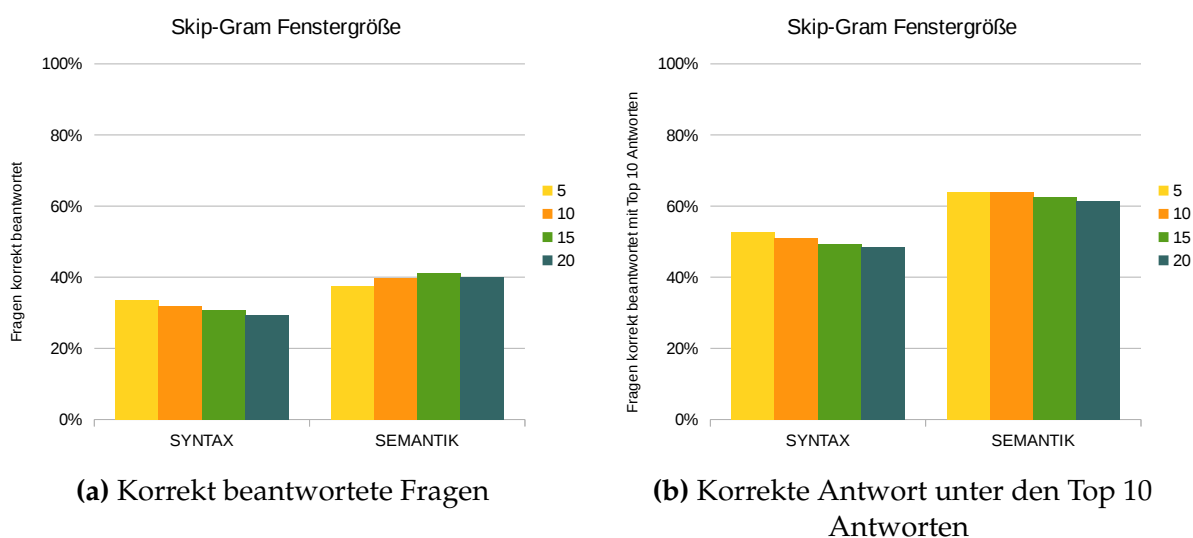 Skip-Gram Fenstergröße
100%
80%
60%
40%
20%
0%
Fragen korrekt beantwortet
SYNTAX
SEMANTIK
5
10
15
20
(a) Korrekt beantwortete Fragen
Skip-Gram Fenstergröße
100%
80%
60%
40%
20%
0%
Fragen korrekt beantwortet mit Top 10 Antworten
SYNTAX
SEMANTIK
5
10
15
20
(b) Korrekte Antwort unter den Top 10
Antworten